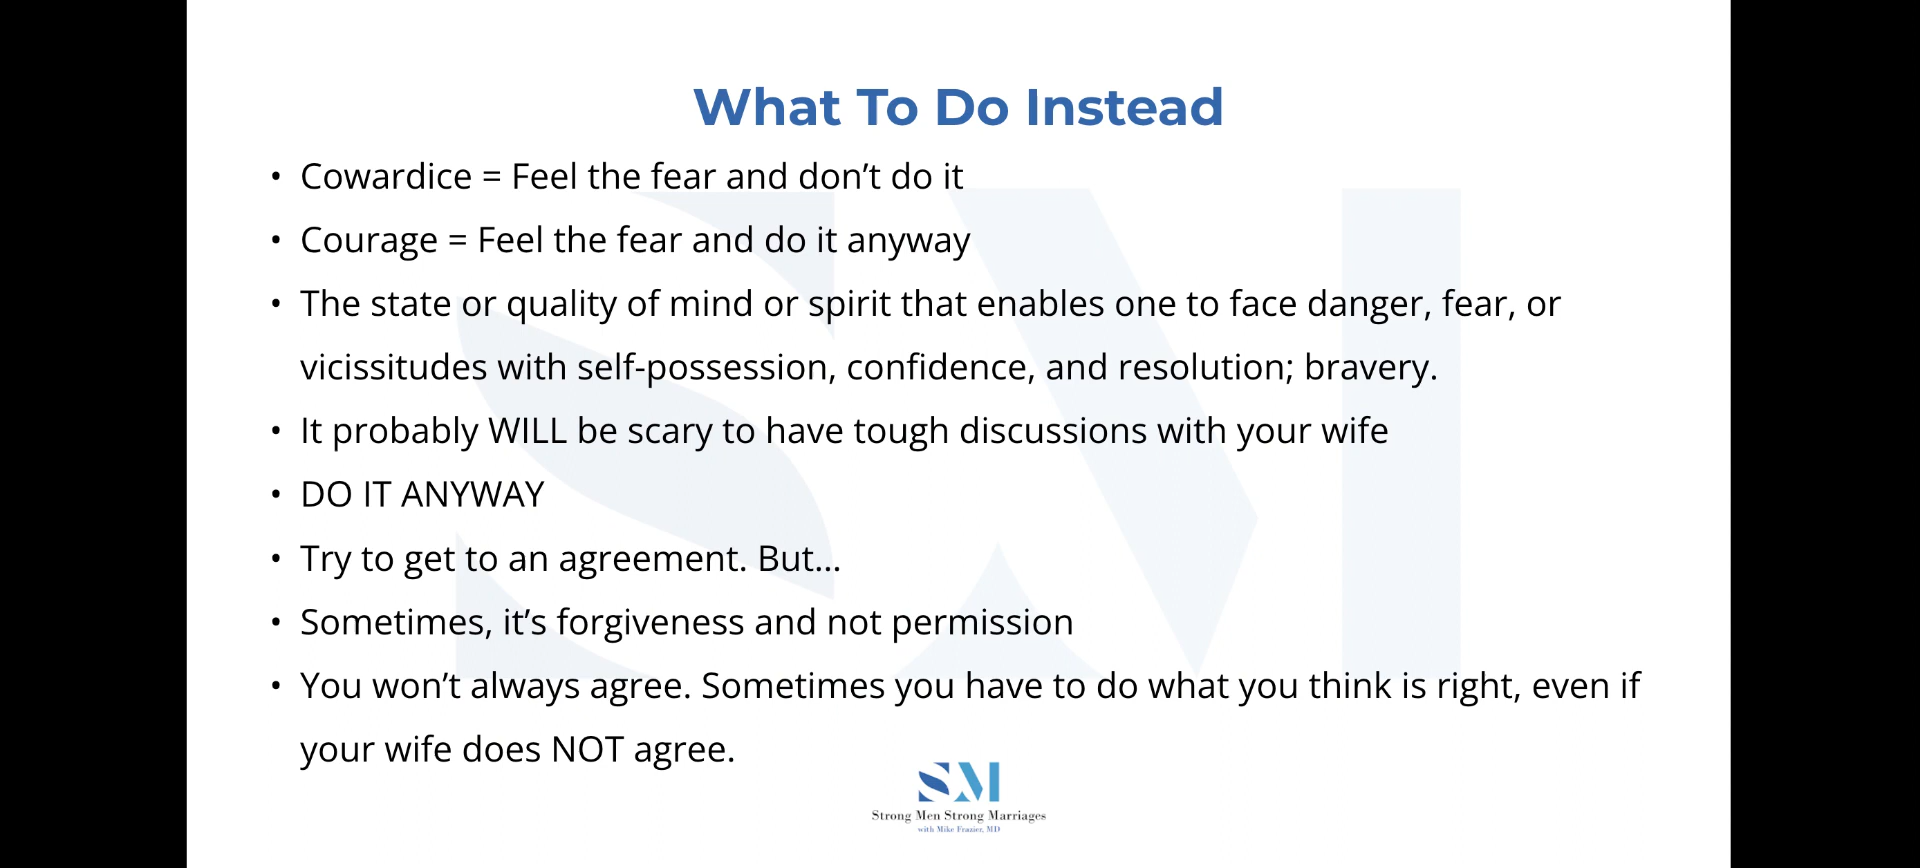 What To Do Instead
• Cowardice = Feel the fear and don’t do it
• Courage = Feel the fear and do it anyway
• The state or quality of mind or spirit that enables one to face danger, fear, or
vicissitudes with self-possession, confidence, and resolution; bravery.
• It probably WILL be scary to have tough discussions with your wife
• DO IT ANYWAY
• Try to get to an agreement. But...
• Sometimes, it’s forgiveness and not permission
• You won’t always agree. Sometimes you have to do what you think is right, even if
your wife does NOT agree.
SM
Strong Men Strong Marriages
with Mike Frazier, MD